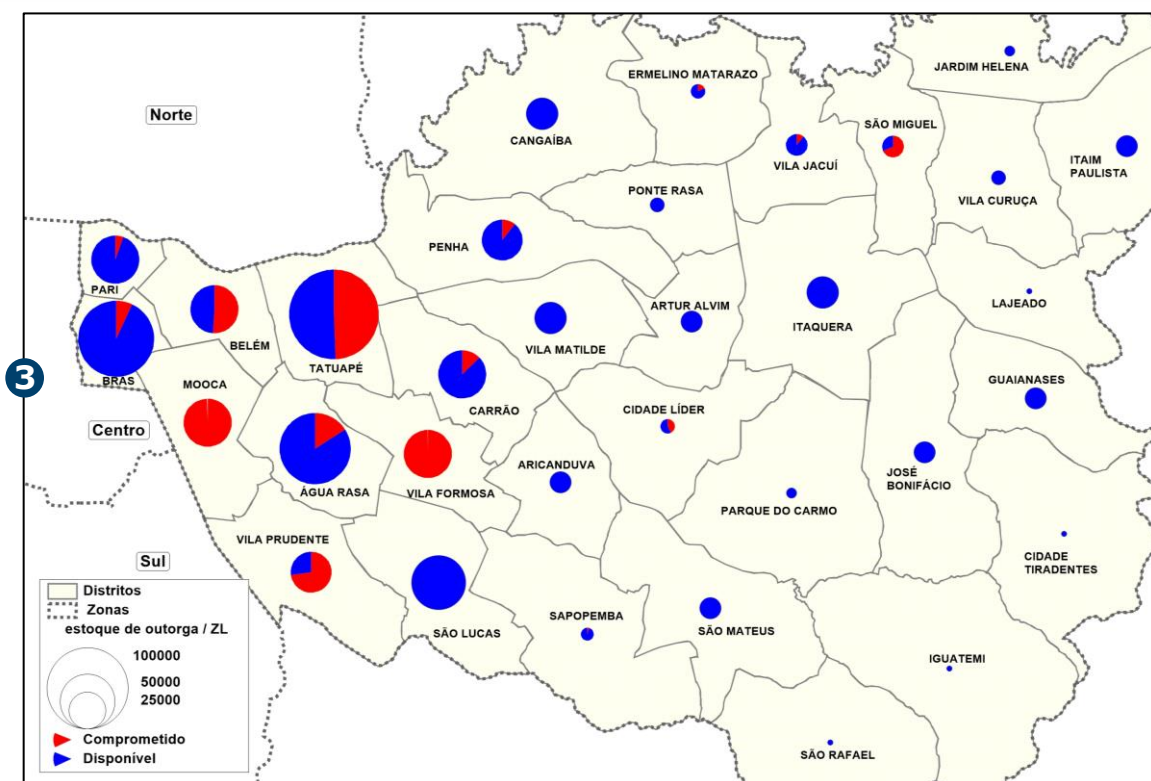 JARDIM HELENA
ERMELINO MATARAZO
Norte
SÃO MIGUEL
CANGAÍBA
VILA JACUÍ
ITAIM
PAULISTA
PONTE RASA
VILA CURUÇA
PENHA
PARI
LAJEADO
ARTUR ALVIM
ITAQUERA
BELÉM
VILA MATILDE
TATUAPÉ
3
BRAS
MOOCA
CARRÃO
GUAIANASES
CIDADE LÍDER
Centro
ARICANDUVA
JOSÉ
BONIFÁCIO
ÁGUA RASA
VILA FORMOSA
PARQUE DO CARMO
VILA PRUDENTE
CIDADE
TIRADENTES
Sul
Distritos
Zonas
estoque de outorga / ZL
100000
50000
25000
Comprometido
Disponível
SÃO LUCAS
SAPOPEMBA
SÃO MATEUS
IGUATEMI
SÃO RAFAEL